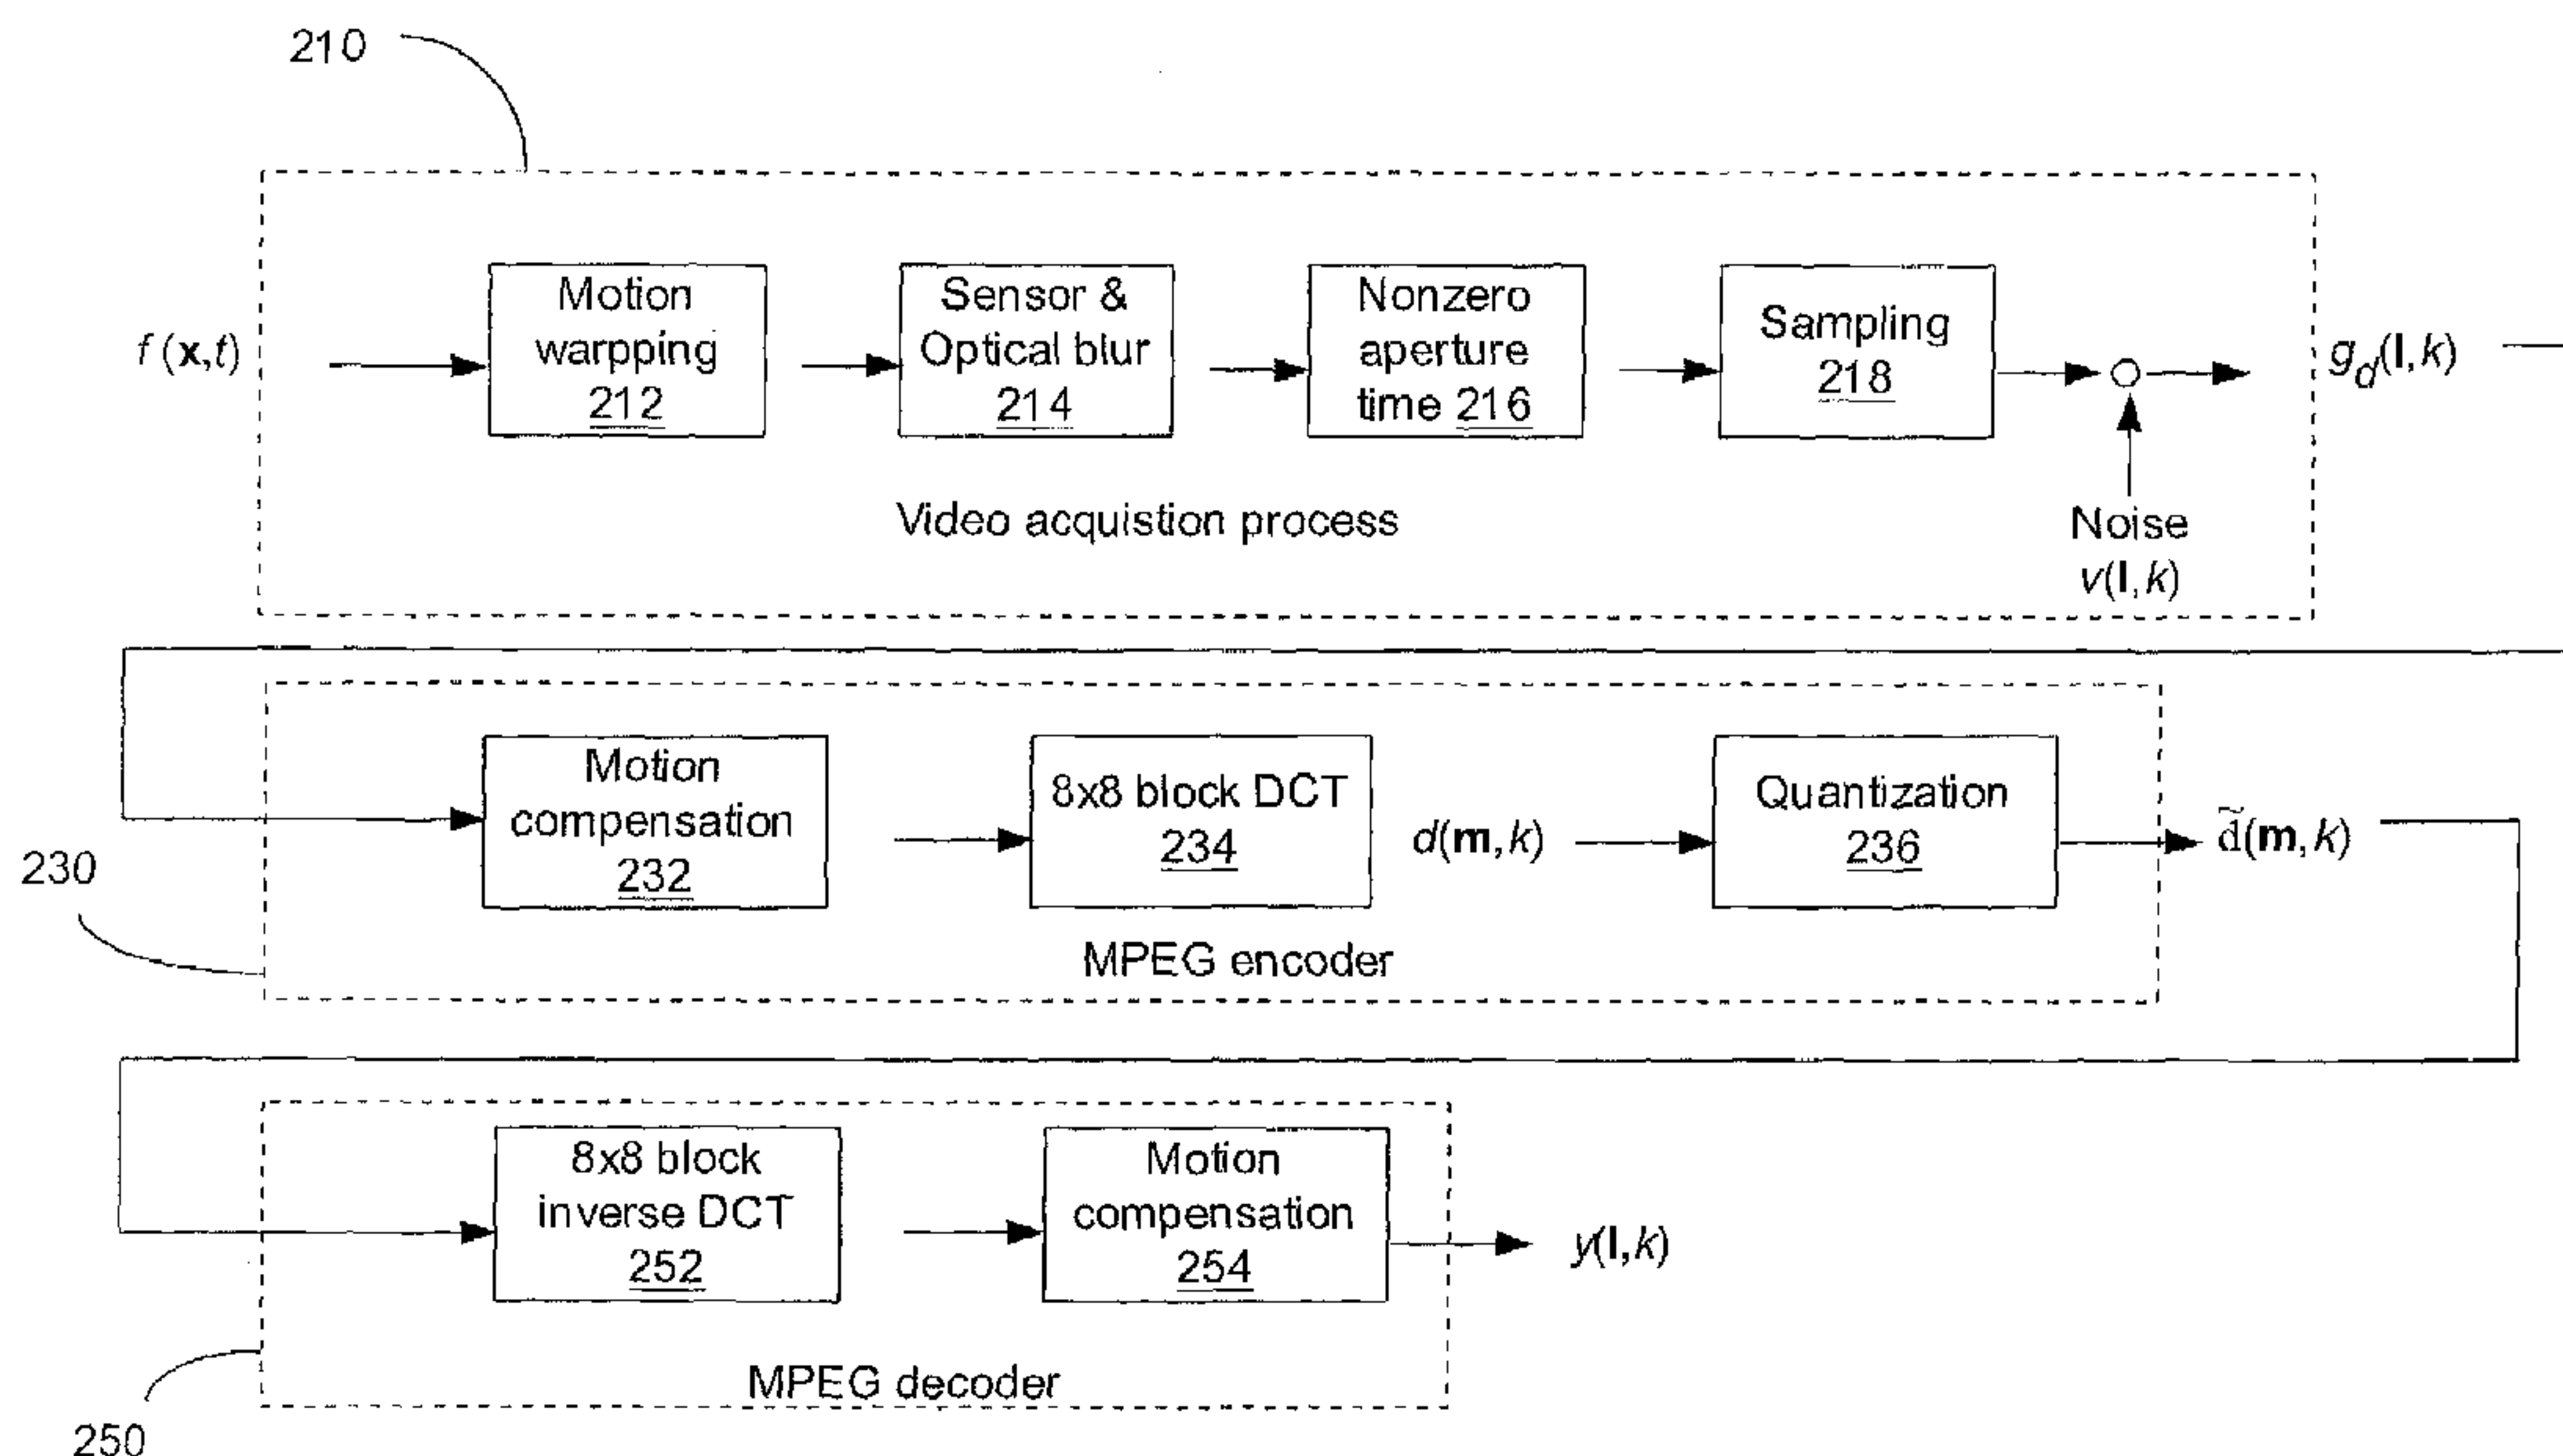 210
f (x,t)
Motion
warpping
212
Sensor &
Optical blur
214
Nonzero
aperture
time 216
Sampling
218
g_d(l,k)
Video acquistion process
Noise
v(l,k)
230
Motion
compensation
232
8x8 block DCT
234
d(m,k)
Quantization
236
d̃(m,k)
MPEG encoder
8x8 block
inverse DCT
252
Motion
compensation
254
y(l,k)
MPEG decoder
250